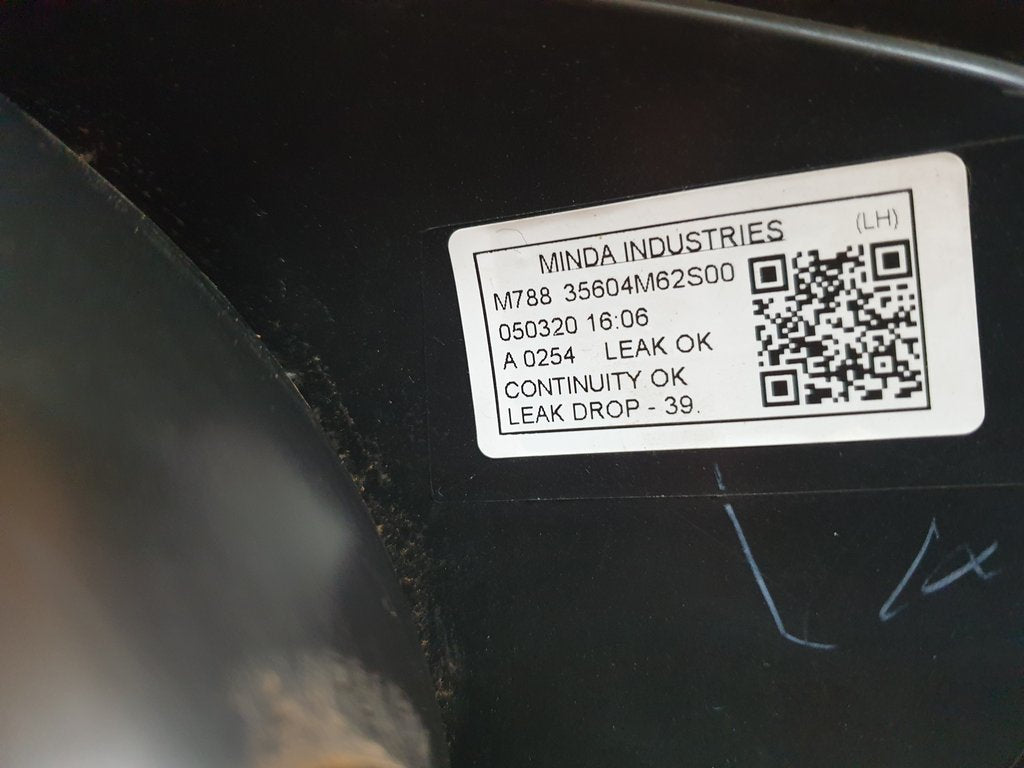 MINDA INDUSTRIES (LH)
M788 35604M62S00
050320 16:06
A 0254 LEAK OK
CONTINUITY OK
LEAK DROP - 39.